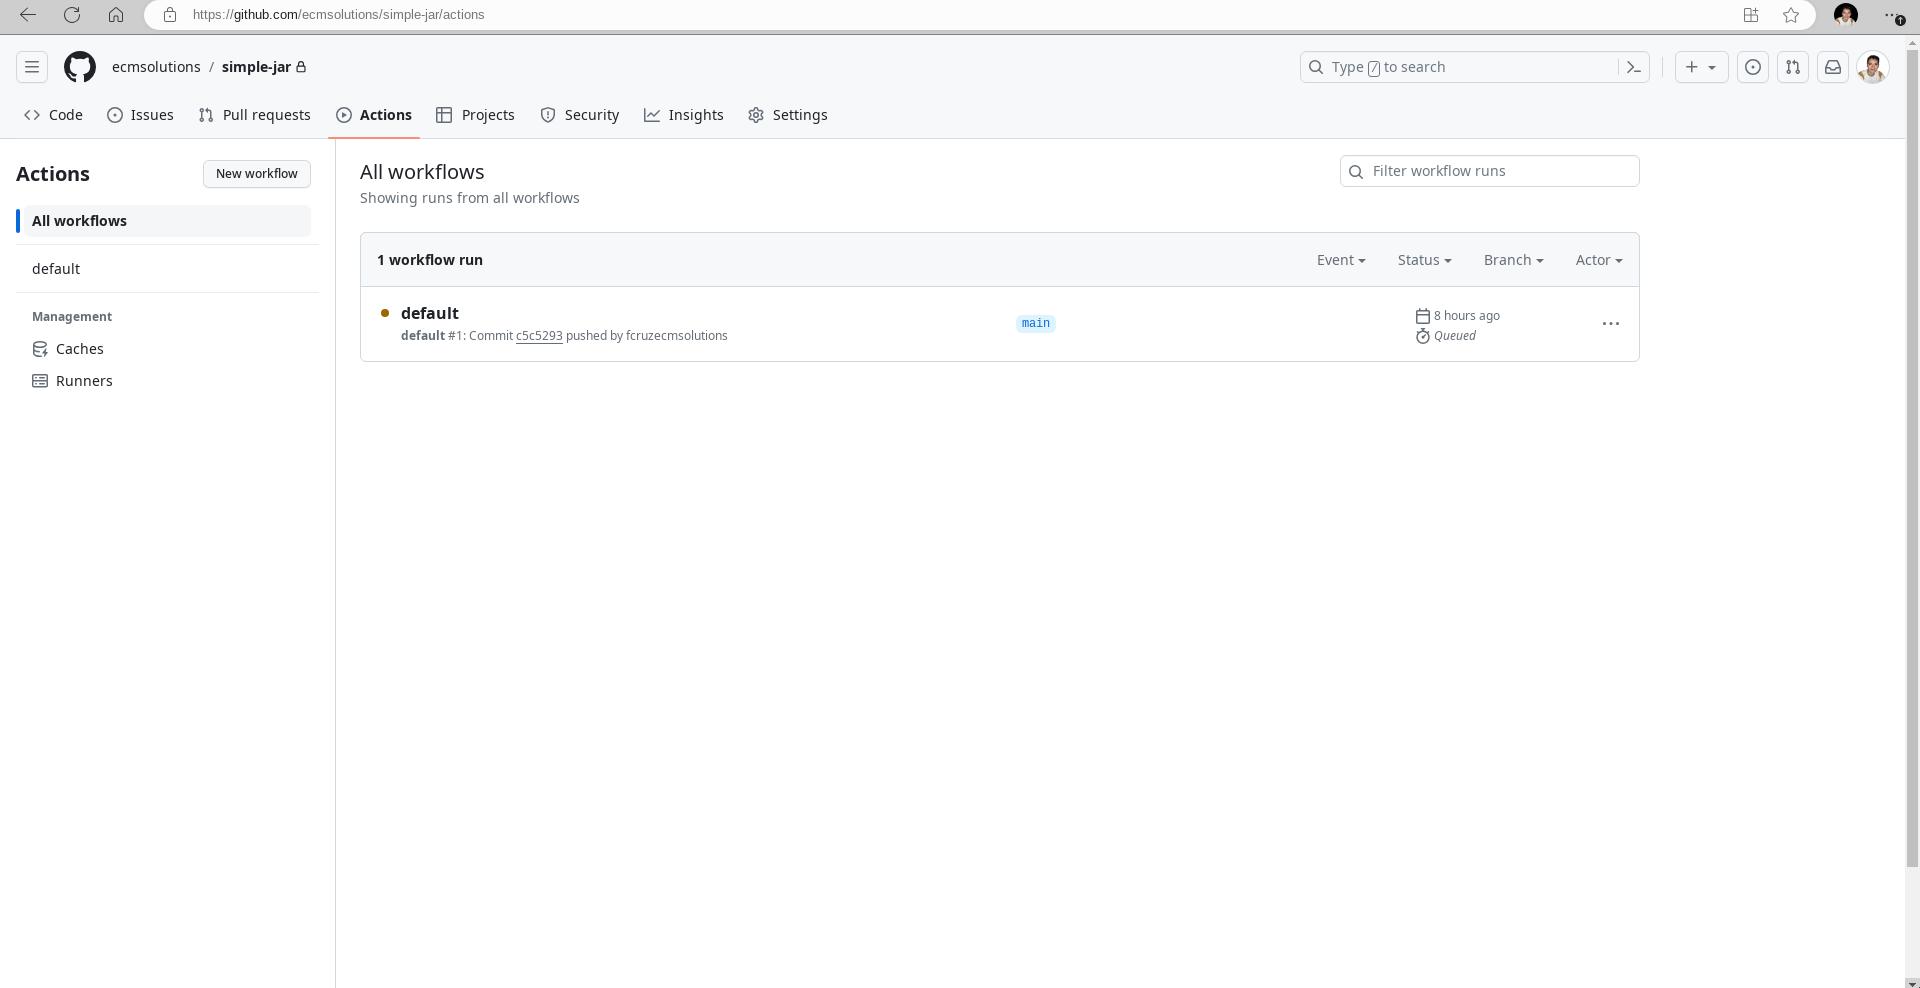 https://github.com/ecmsolutions/simple-jar/actions
ecmsolutions / simple-jar
Type / to search
Code
Issues
Pull requests
Actions
Projects
Security
Insights
Settings
Actions
New workflow
All workflows
default
Management
Caches
Runners
All workflows
Showing runs from all workflows
Filter workflow runs
1 workflow run
Event
Status
Branch
Actor
default
default #1: Commit c5c5293 pushed by fcruzecmsolutions
main
8 hours ago
Queued